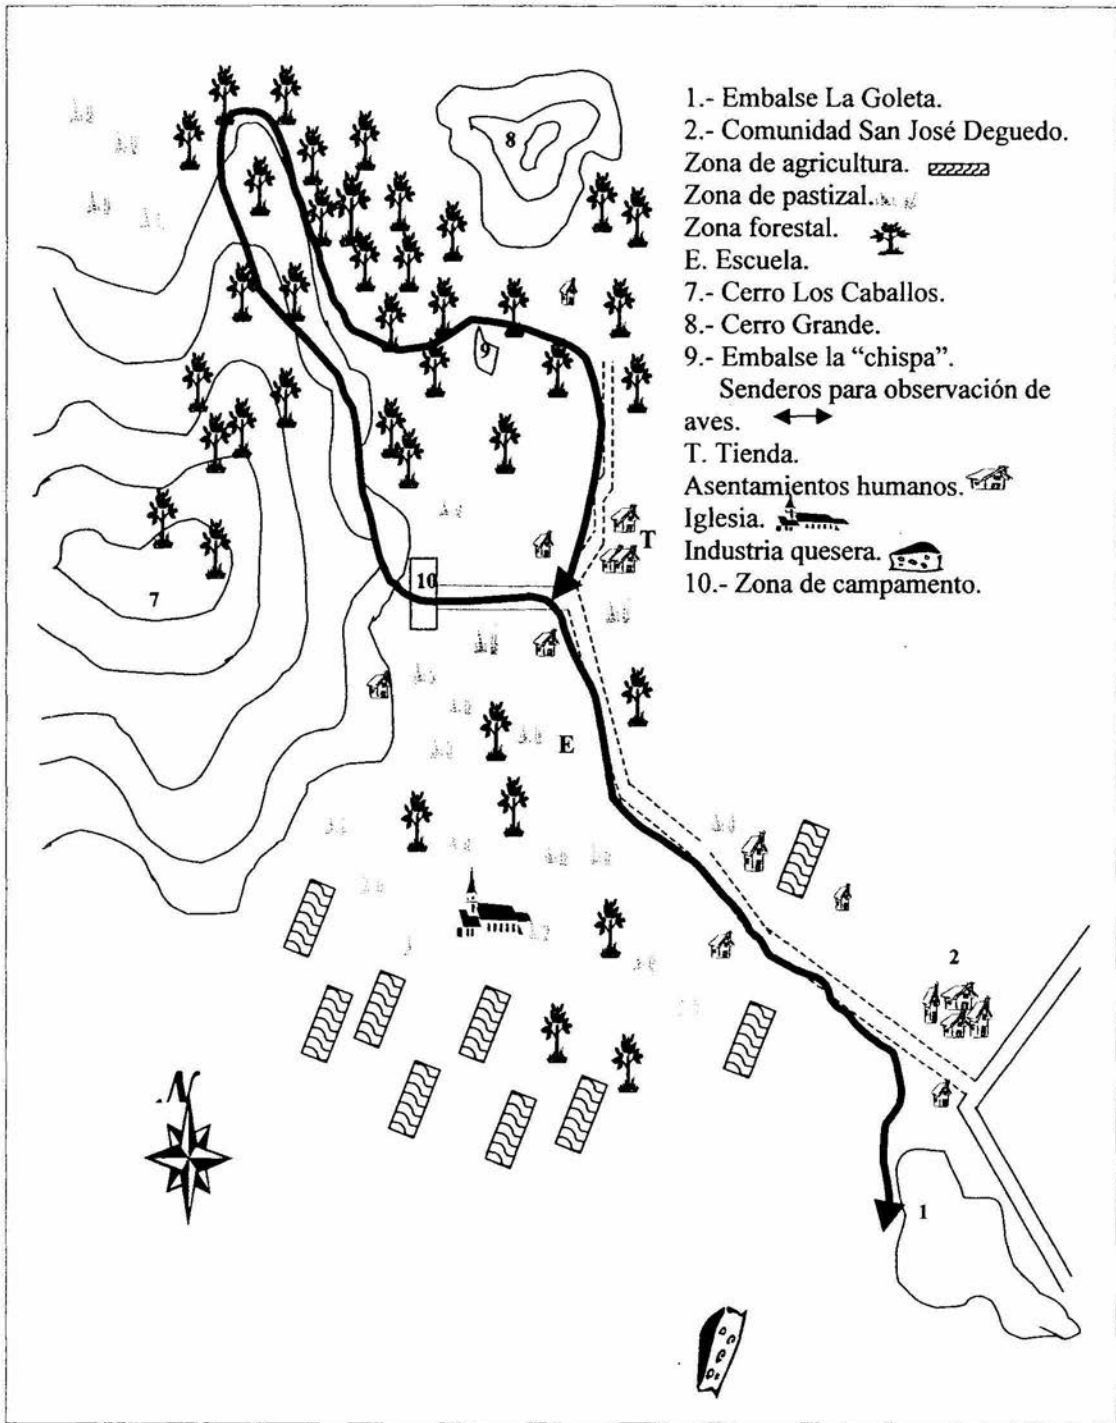 1.- Embalse La Goleta.
2.- Comunidad San José Deguedo.
Zona de agricultura.
Zona de pastizal.
Zona forestal.
E. Escuela.
7.- Cerro Los Caballos.
8.- Cerro Grande.
9.- Embalse la “chispa”.
Senderos para observación de
aves.
T. Tienda.
Asentamientos humanos.
Iglesia.
Industria quesera.
10.- Zona de campamento.
8
9
T
10
7
E
2
N
1